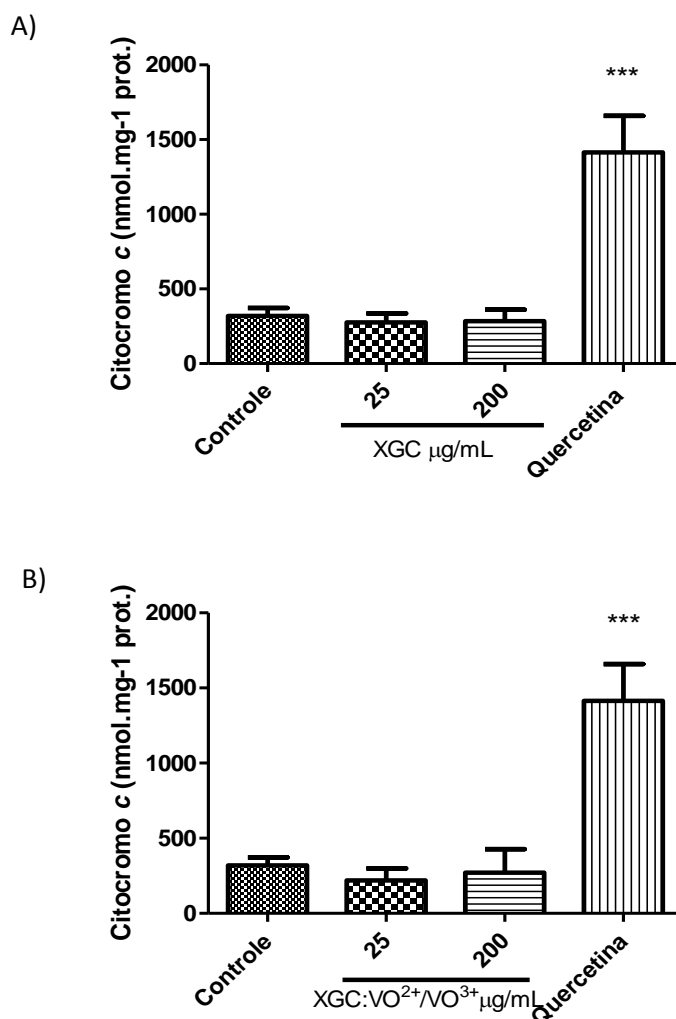 A)
Citocromo c (nmol.mg-1 prot.)
2000
1500
1000
500
0
***
Controle
25
200
Quercetina
XGC μg/mL
B)
Citocromo c (nmol.mg-1 prot.)
2000
1500
1000
500
0
***
Controle
25
200
Quercetina
XGC:VO²⁺/VO³⁺μg/mL